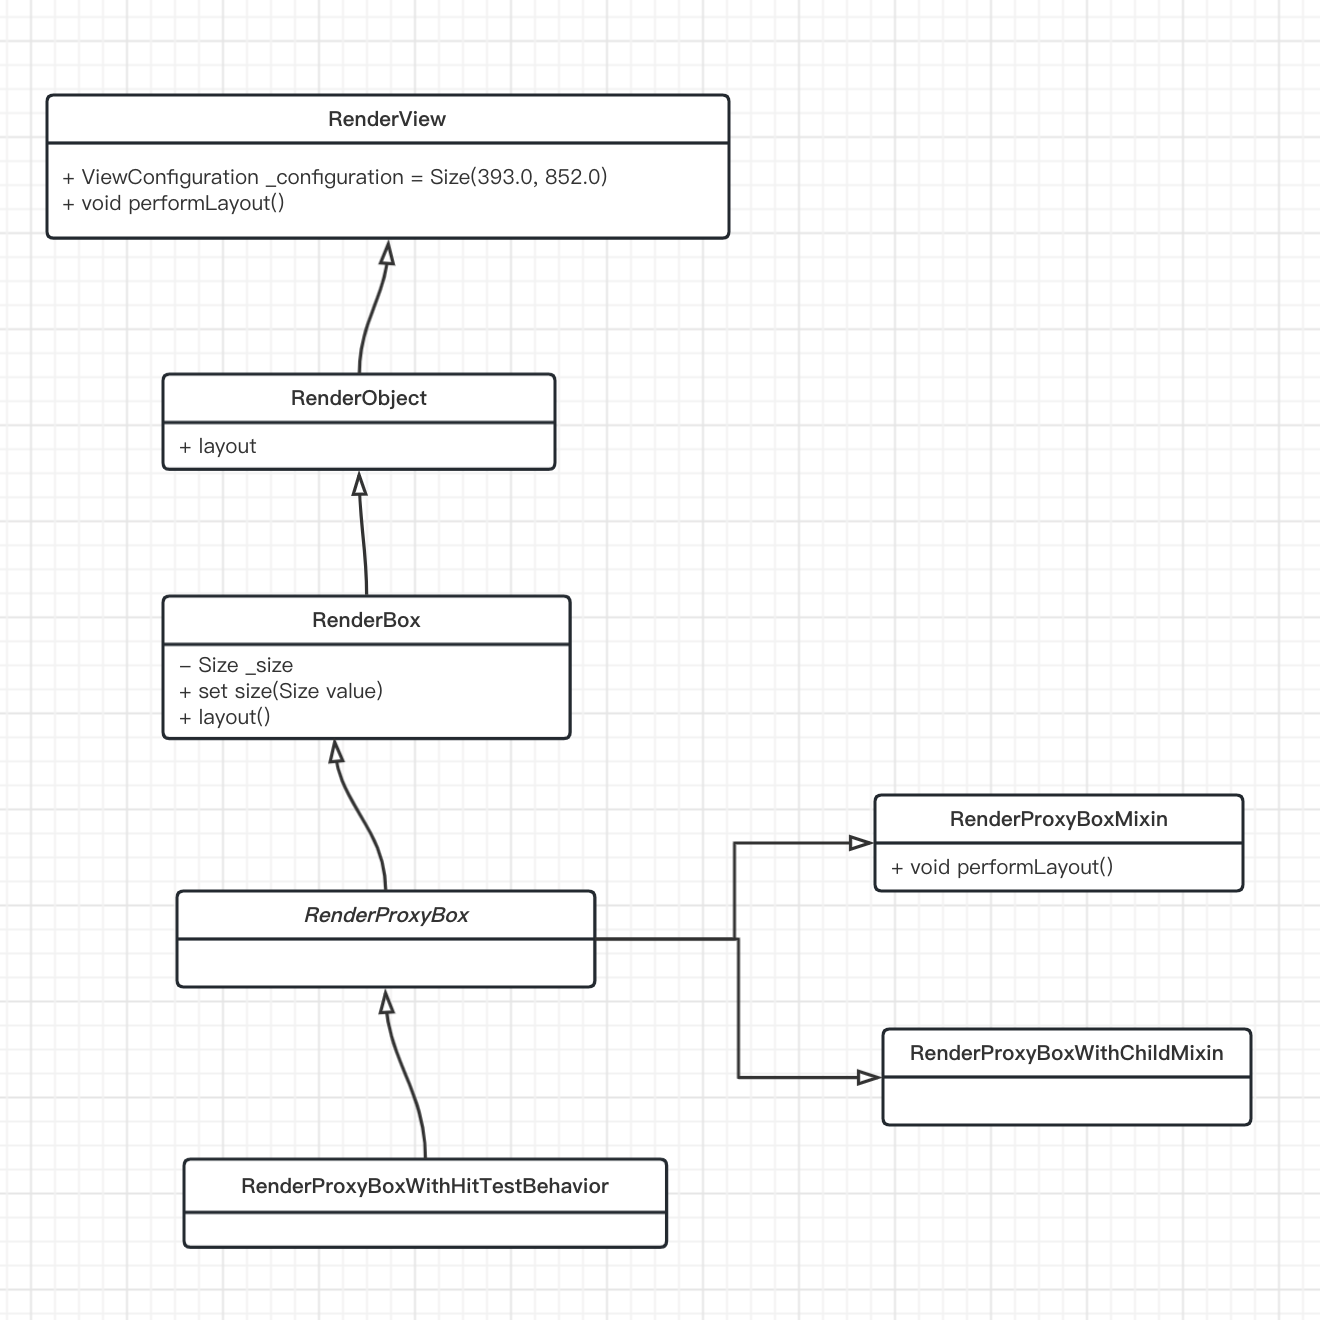 RenderView
+ ViewConfiguration _configuration = Size(393.0, 852.0)
+ void performLayout()
RenderObject
+ layout
RenderBox
– Size _size
+ set size(Size value)
+ layout()
RenderProxyBoxMixin
+ void performLayout()
RenderProxyBox
RenderProxyBoxWithChildMixin
RenderProxyBoxWithHitTestBehavior